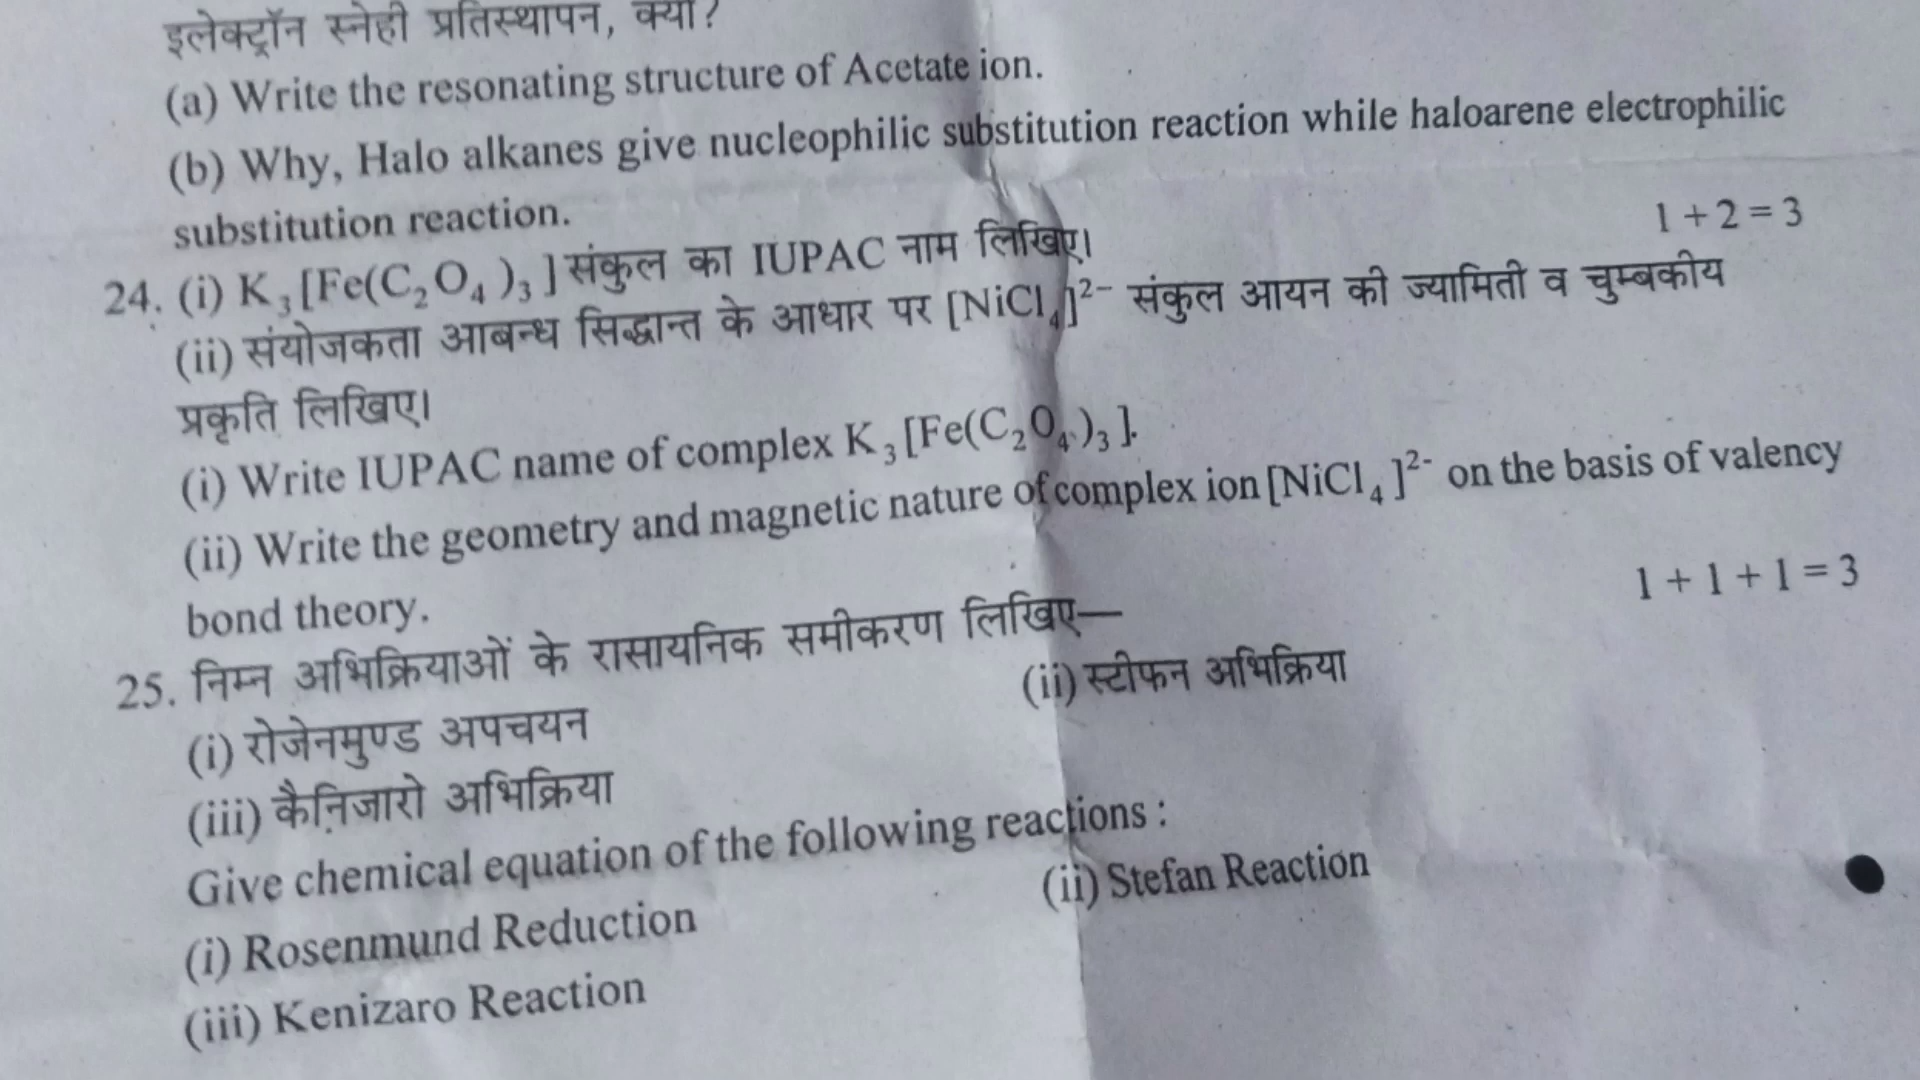 इलेक्ट्रॉन स्नेही प्रतिस्थापन, क्यों?
(a) Write the resonating structure of Acetate ion.
(b) Why, Halo alkanes give nucleophilic substitution reaction while haloarene electrophilic
substitution reaction.
1 + 2 = 3
24. (i) K₃[Fe(C₂O₄)₃] संकुल का IUPAC नाम लिखिए।
(ii) संयोजकता आबन्ध सिद्धान्त के आधार पर [NiCl₄]²⁻ संकुल आयन की ज्यामिती व चुम्बकीय
प्रकृति लिखिए।
(i) Write IUPAC name of complex K₃[Fe(C₂O₄)₃].
(ii) Write the geometry and magnetic nature of complex ion [NiCl₄]²⁻ on the basis of valency
bond theory.
1 + 1 + 1 = 3
25. निम्न अभिक्रियाओं के रासायनिक समीकरण लिखिए—
(i) रोजेनमुण्ड अपचयन (ii) स्टीफन अभिक्रिया
(iii) कैनिजारो अभिक्रिया
Give chemical equation of the following reactions :
(i) Rosenmund Reduction (ii) Stefan Reaction
(iii) Kenizaro Reaction